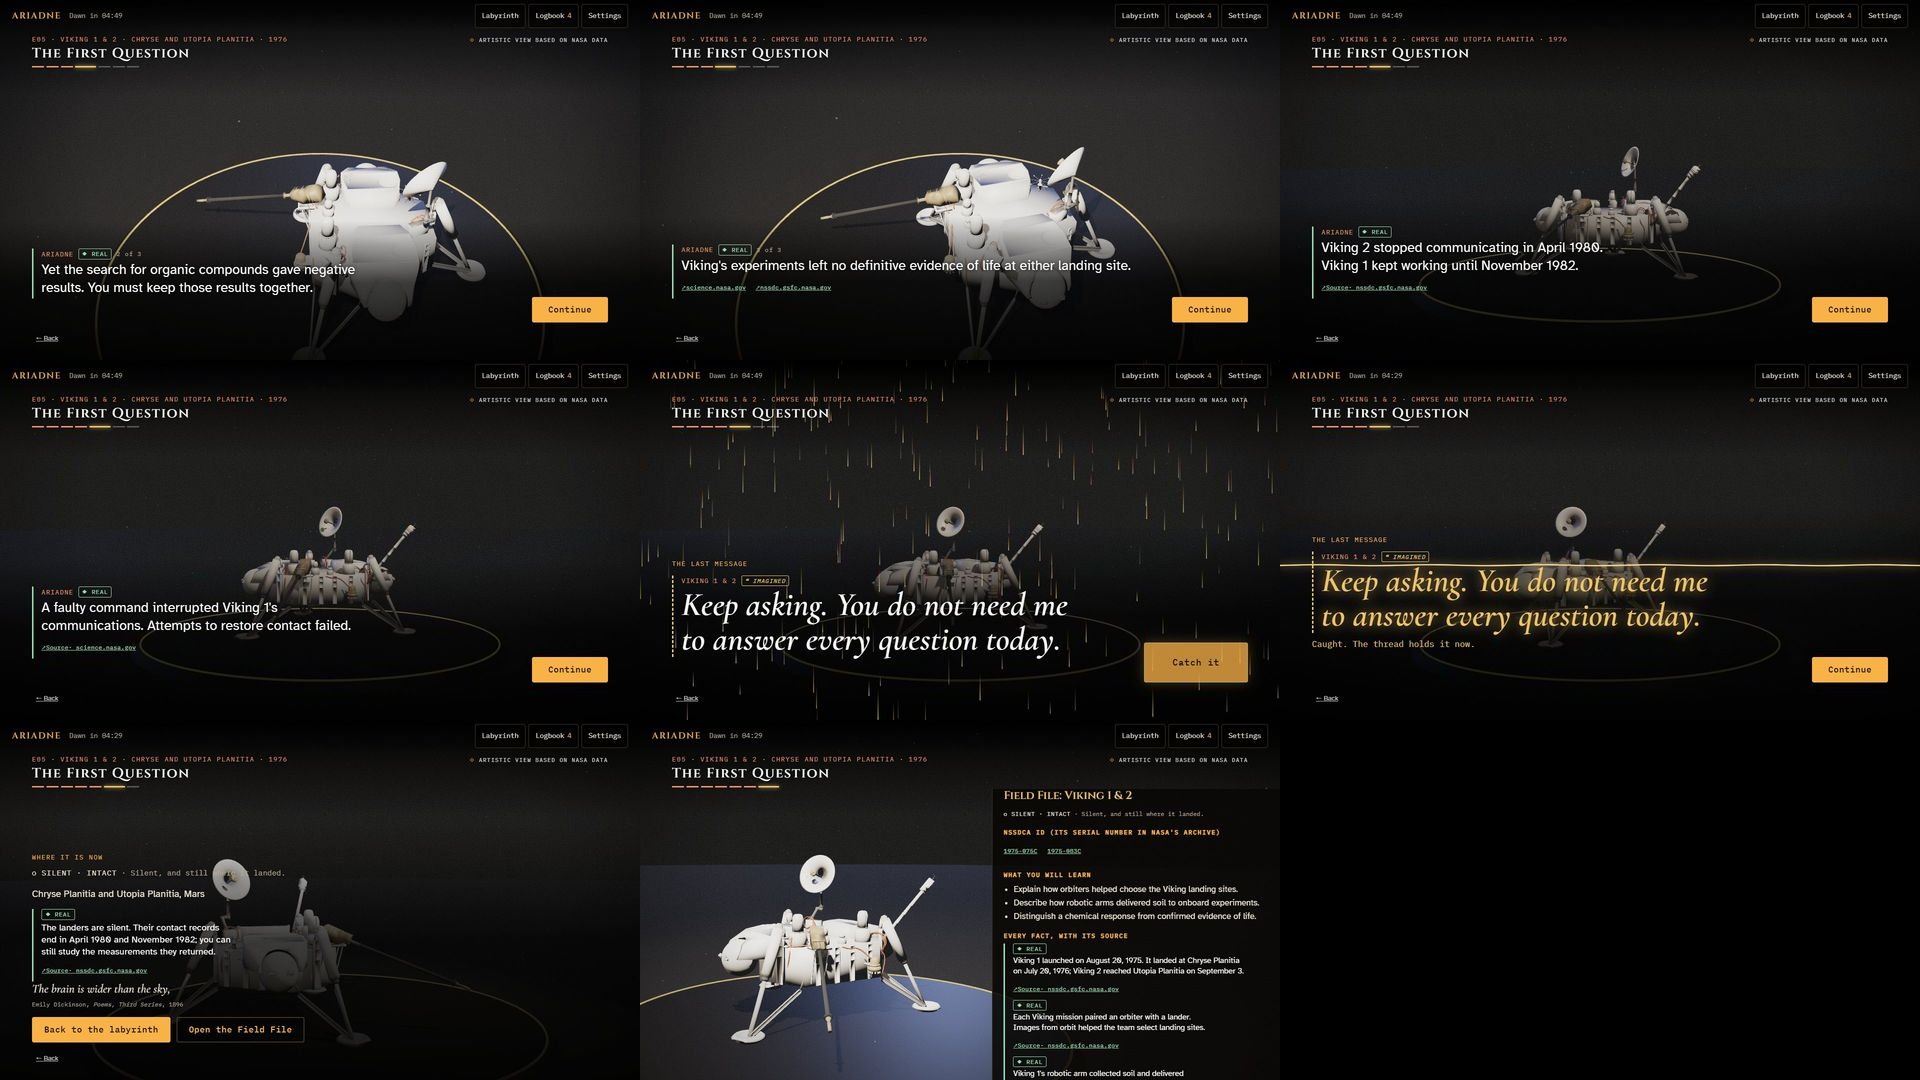 ARIADNE Dawn in 04:49
Labyrinth Logbook 4 Settings
E05 · VIKING 1 & 2 · CHRYSE AND UTOPIA PLANITIA · 1976
THE FIRST QUESTION
ARTISTIC VIEW BASED ON NASA DATA
ARIADNE ◆ REAL 2 of 3
Yet the search for organic compounds gave negative
results. You must keep those results together.
Continue
← Back
ARIADNE Dawn in 04:49
Labyrinth Logbook 4 Settings
E05 · VIKING 1 & 2 · CHRYSE AND UTOPIA PLANITIA · 1976
THE FIRST QUESTION
ARTISTIC VIEW BASED ON NASA DATA
ARIADNE ◆ REAL of 3
Viking's experiments left no definitive evidence of life at either landing site.
↗science.nasa.gov ↗nssdc.gsfc.nasa.gov
Continue
← Back
ARIADNE Dawn in 04:49
Labyrinth Logbook 4 Settings
E05 · VIKING 1 & 2 · CHRYSE AND UTOPIA PLANITIA · 1976
THE FIRST QUESTION
ARTISTIC VIEW BASED ON NASA DATA
ARIADNE ◆ REAL
Viking 2 stopped communicating in April 1980.
Viking 1 kept working until November 1982.
↗Source· nssdc.gsfc.nasa.gov
Continue
← Back
ARIADNE Dawn in 04:49
Labyrinth Logbook 4 Settings
E05 · VIKING 1 & 2 · CHRYSE AND UTOPIA PLANITIA · 1976
THE FIRST QUESTION
ARTISTIC VIEW BASED ON NASA DATA
ARIADNE ◆ REAL
A faulty command interrupted Viking 1's
communications. Attempts to restore contact failed.
↗Source· science.nasa.gov
Continue
← Back
ARIADNE Dawn in 04:49
Labyrinth Logbook 4 Settings
E05 · VIKING 1 & 2 · CHRYSE AND UTOPIA PLANITIA · 1976
THE FIRST QUESTION
ARTISTIC VIEW BASED ON NASA DATA
THE LAST MESSAGE
VIKING 1 & 2 ❝ IMAGINED
Keep asking. You do not need me
to answer every question today.
Catch it
← Back
ARIADNE Dawn in 04:29
Labyrinth Logbook 4 Settings
E05 · VIKING 1 & 2 · CHRYSE AND UTOPIA PLANITIA · 1976
THE FIRST QUESTION
ARTISTIC VIEW BASED ON NASA DATA
THE LAST MESSAGE
VIKING 1 & 2 ❝ IMAGINED
Keep asking. You do not need me
to answer every question today.
Caught. The thread holds it now.
Continue
← Back
ARIADNE Dawn in 04:29
Labyrinth Logbook 4 Settings
E05 · VIKING 1 & 2 · CHRYSE AND UTOPIA PLANITIA · 1976
THE FIRST QUESTION
ARTISTIC VIEW BASED ON NASA DATA
WHERE IT IS NOW
o SILENT · INTACT · Silent, and still landed.
Chryse Planitia and Utopia Planitia, Mars
◆ REAL
The landers are silent. Their contact records
end in April 1980 and November 1982; you can
still study the measurements they returned.
↗Source· nssdc.gsfc.nasa.gov
The brain is wider than the sky,
Emily Dickinson, Poems, Third Series, 1896
Back to the labyrinth Open the Field File
← Back
ARIADNE Dawn in 04:29
Labyrinth Logbook 4 Settings
E05 · VIKING 1 & 2 · CHRYSE AND UTOPIA PLANITIA · 1976
THE FIRST QUESTION
ARTISTIC VIEW BASED ON NASA DATA
FIELD FILE: VIKING 1 & 2
o SILENT · INTACT · Silent, and still where it landed.
NSSDCA ID (ITS SERIAL NUMBER IN NASA'S ARCHIVE)
1975-075C 1975-083C
WHAT YOU WILL LEARN
• Explain how orbiters helped choose the Viking landing sites.
• Describe how robotic arms delivered soil to onboard experiments.
• Distinguish a chemical response from confirmed evidence of life.
EVERY FACT, WITH ITS SOURCE
◆ REAL
Viking 1 launched on August 20, 1975. It landed at Chryse Planitia
on July 20, 1976; Viking 2 reached Utopia Planitia on September 3.
↗Source· nssdc.gsfc.nasa.gov
◆ REAL
Each Viking mission paired an orbiter with a lander.
Images from orbit helped the team select landing sites.
↗Source· nssdc.gsfc.nasa.gov
◆ REAL
Viking 1's robotic arm collected soil and delivered